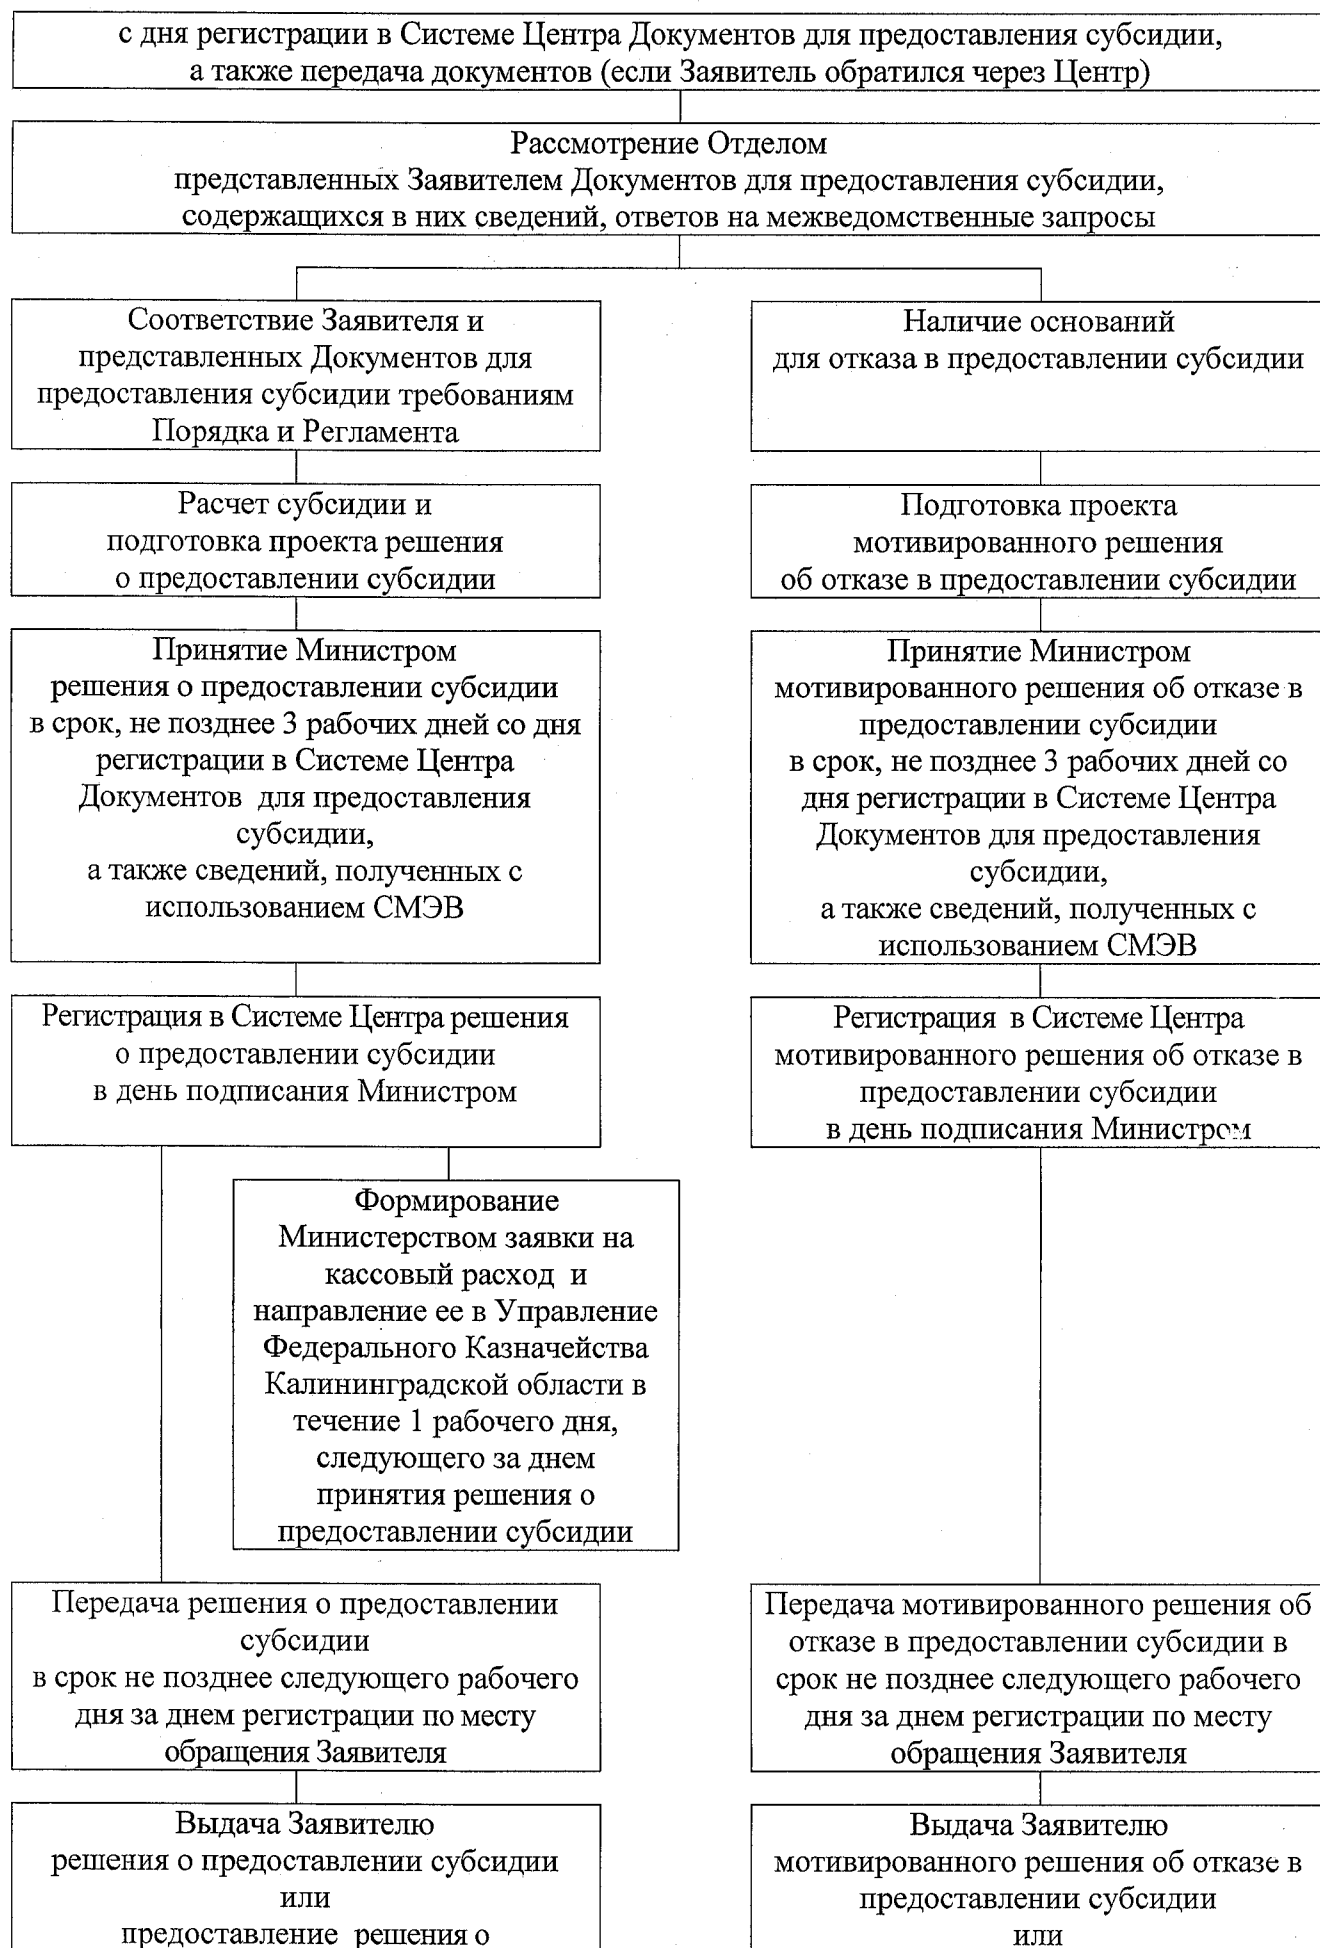 с дня регистрации в Системе Центра Документов для предоставления субсидии,
а также передача документов (если Заявитель обратился через Центр)
Рассмотрение Отделом
представленных Заявителем Документов для предоставления субсидии,
содержащихся в них сведений, ответов на межведомственные запросы
Соответствие Заявителя и
представленных Документов для
предоставления субсидии требованиям
Порядка и Регламента
Наличие оснований
для отказа в предоставлении субсидии
Расчет субсидии и
подготовка проекта решения
о предоставлении субсидии
Подготовка проекта
мотивированного решения
об отказе в предоставлении субсидии
Принятие Министром
решения о предоставлении субсидии
в срок, не позднее 3 рабочих дней со дня
регистрации в Системе Центра
Документов для предоставления
субсидии,
а также сведений, полученных с
использованием СМЭВ
Принятие Министром
мотивированного решения об отказе в
предоставлении субсидии
в срок, не позднее 3 рабочих дней со
дня регистрации в Системе Центра
Документов для предоставления
субсидии,
а также сведений, полученных с
использованием СМЭВ
Регистрация в Системе Центра решения
о предоставлении субсидии
в день подписания Министром
Регистрация в Системе Центра
мотивированного решения об отказе в
предоставлении субсидии
в день подписания Министром
Формирование
Министерством заявки на
кассовый расход и
направление ее в Управление
Федерального Казначейства
Калининградской области в
течение 1 рабочего дня,
следующего за днем
принятия решения о
предоставлении субсидии
Передача решения о предоставлении
субсидии
в срок не позднее следующего рабочего
дня за днем регистрации по месту
обращения Заявителя
Передача мотивированного решения об
отказе в предоставлении субсидии в
срок не позднее следующего рабочего
дня за днем регистрации по месту
обращения Заявителя
Выдача Заявителю
решения о предоставлении субсидии
или
предоставление решения о
Выдача Заявителю
мотивированного решения об отказе в
предоставлении субсидии
или